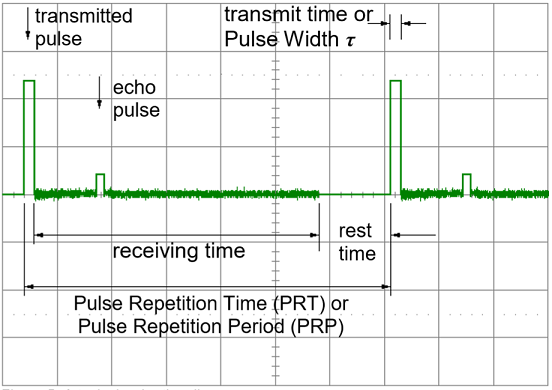 transmitted
pulse
transmit time or
Pulse Width τ
echo
pulse
receiving time
rest
time
Pulse Repetition Time (PRT) or
Pulse Repetition Period (PRP)